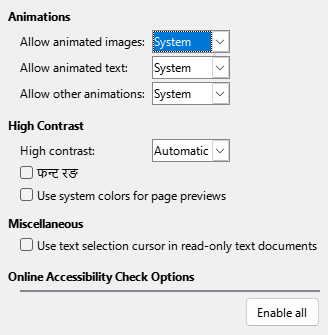 Animations
Allow animated images: System
Allow animated text: System
Allow other animations: System
High Contrast
High contrast: Automatic
फन्ट रङ
Use system colors for page previews
Miscellaneous
Use text selection cursor in read-only text documents
Online Accessibility Check Options
Enable all